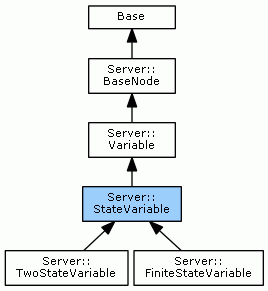 Base
Server::
BaseNode
Server::
Variable
Server::
StateVariable
Server::
TwoStateVariable
Server::
FiniteStateVariable